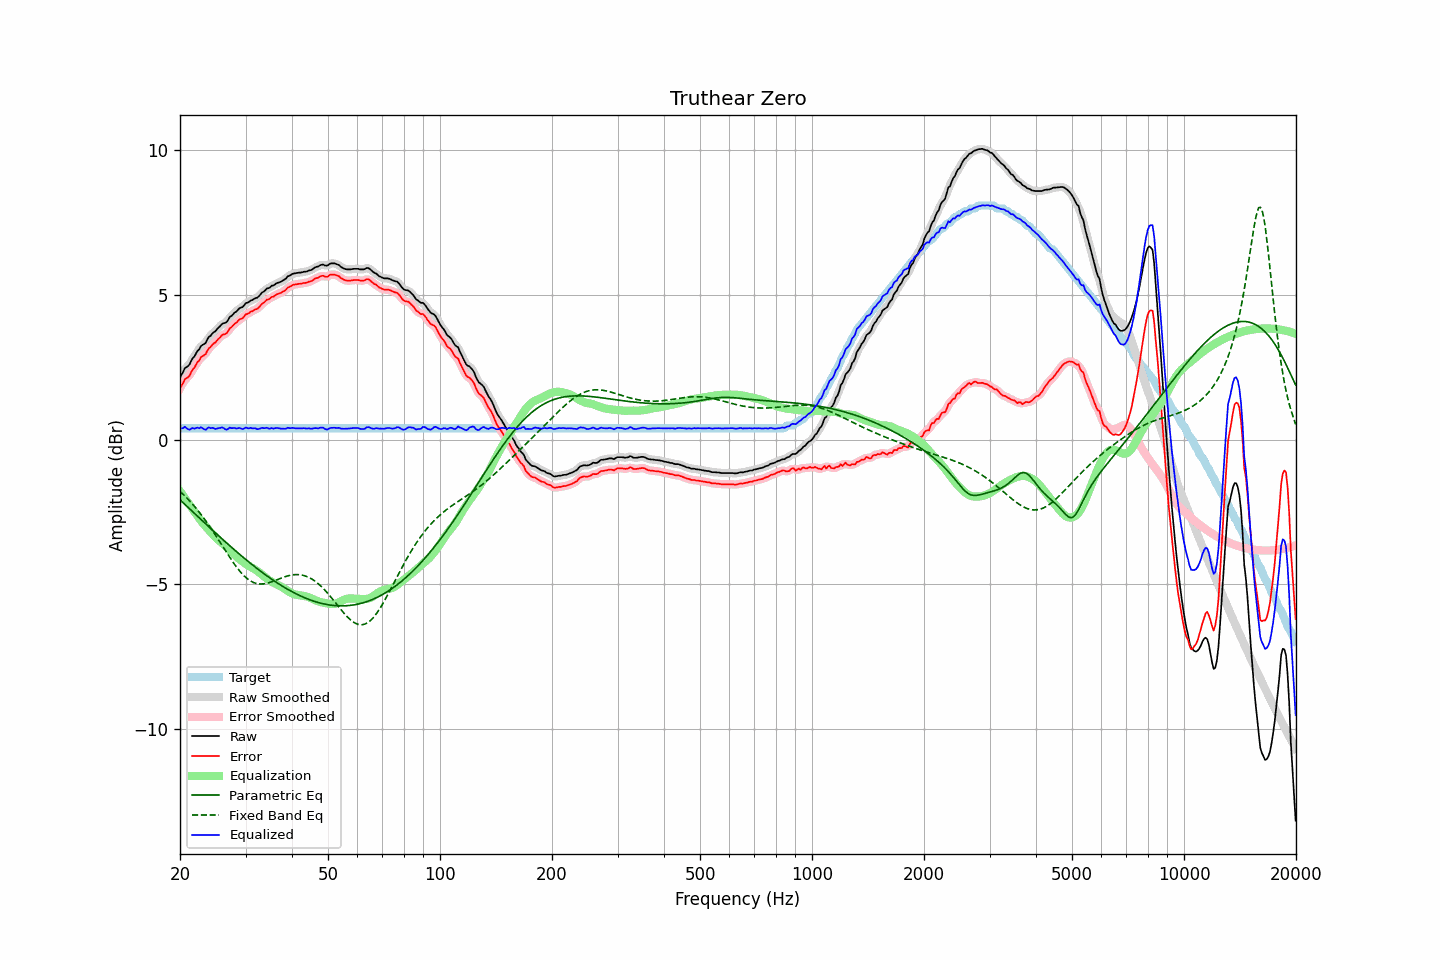 Truthear Zero
Amplitude (dBr)
10
5
0
−5
−10
Target
Raw Smoothed
Error Smoothed
Raw
Error
Equalization
Parametric Eq
Fixed Band Eq
Equalized
20 50 100 200 500 1000 2000 5000 10000 20000
Frequency (Hz)